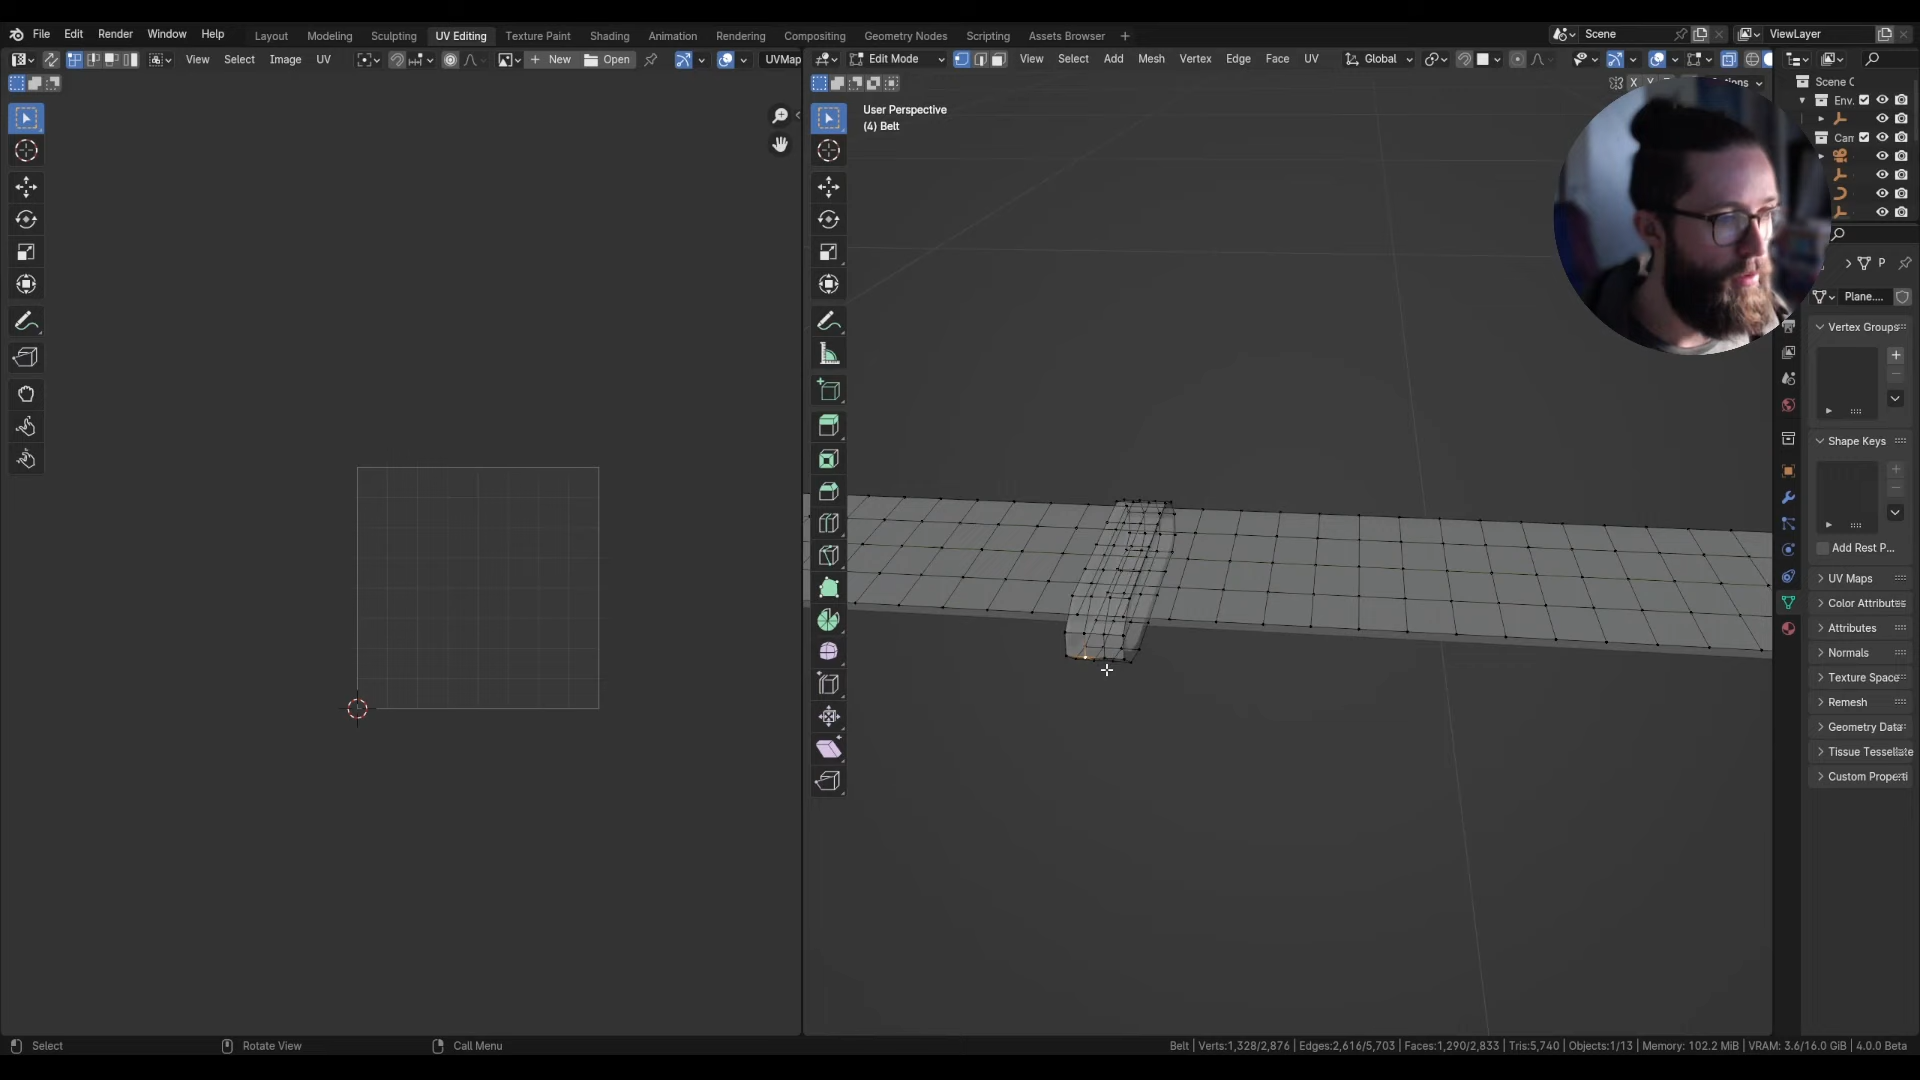 File Edit Render Window Help Layout Modeling Sculpting UV Editing Texture Paint Shading Animation Rendering Compositing Geometry Nodes Scripting Assets Browser + Scene ViewLayer
View Select Image UV New Open UVMap Edit Mode View Select Add Mesh Vertex Edge Face UV Global
X Y
Scene C
Env.
Can
User Perspective
(4) Belt
P
Plane....
Vertex Groups
Shape Keys
Add Rest P...
UV Maps
Color Attributes
Attributes
Normals
Texture Space
Remesh
Geometry Data
Tissue Tessellate
Custom Properti
Select Rotate View Call Menu Belt | Verts:1,328/2,876 | Edges:2,616/5,703 | Faces:1,290/2,833 | Tris:5,740 | Objects:1/13 | Memory: 102.2 MiB | VRAM: 3.6/16.0 GiB | 4.0.0 Beta